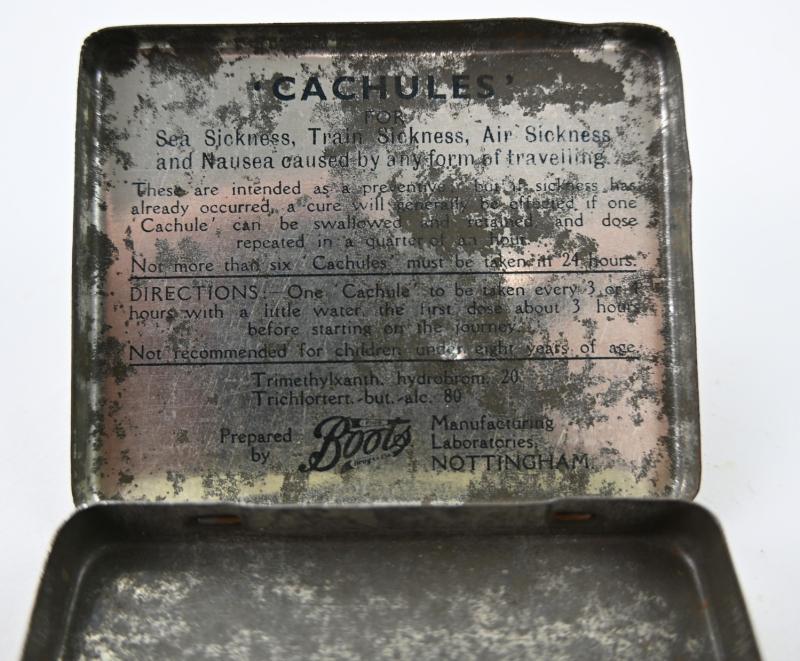 'CACHULES'
FOR
Sea Sickness, Train Sickness, Air Sickness
and Nausea caused by any form of travelling.
These are intended as a preventive, but if sickness has
already occurred, a cure will generally be effected if one
'Cachule' can be swallowed and retained, and dose
repeated in a quarter of an hour.
Not more than six 'Cachules' must be taken in 24 hours.
DIRECTIONS:—One 'Cachule' to be taken every 3 or 4
hours with a little water, the first dose about 3 hours
before starting on the journey.
Not recommended for children under eight years of age.
Trimethylxanth. hydrobrom. 20
Trichlortert.-but.-alc. 80
Prepared by
Boots
Manufacturing
Laboratories,
NOTTINGHAM.